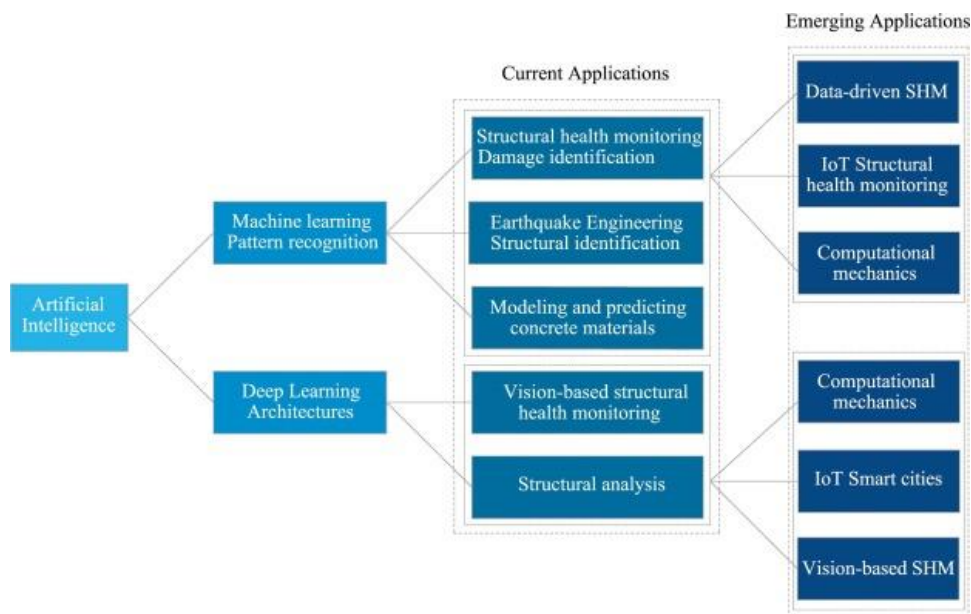 Emerging Applications
Current Applications
Data-driven SHM
Structural health monitoring
Damage identification
IoT Structural
health monitoring
Machine learning
Pattern recognition
Earthquake Engineering
Structural identification
Computational
mechanics
Artificial
Intelligence
Modeling and predicting
concrete materials
Deep Learning
Architectures
Vision-based structural
health monitoring
Computational
mechanics
Structural analysis
IoT Smart cities
Vision-based SHM